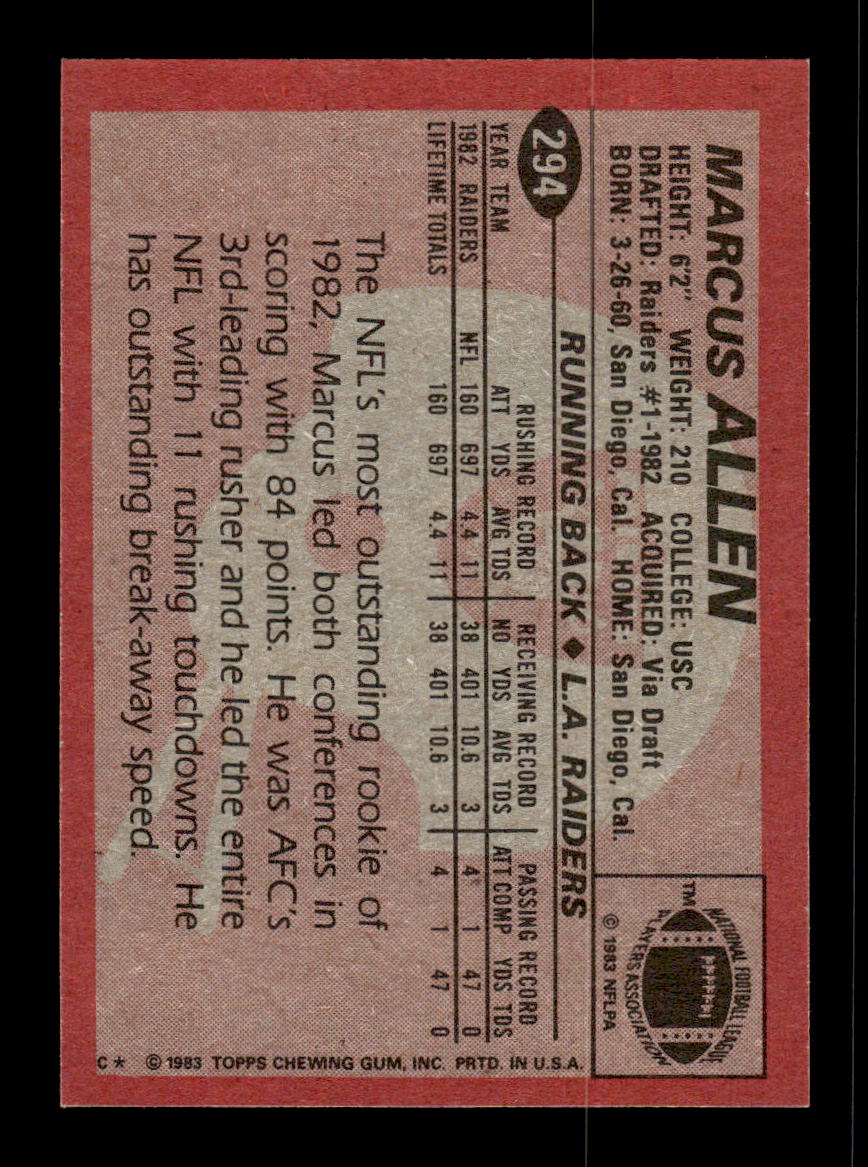 MARCUS ALLEN
HEIGHT: 6'2" WEIGHT: 210 COLLEGE: USC
DRAFTED: Raiders #1-1982 ACQUIRED: Via Draft
BORN: 3-26-60, San Diego, Cal. HOME: San Diego, Cal.
NATIONAL FOOTBALL LEAGUE
PLAYERS ASSOCIATION
TM
© 1983 NFLPA
294
RUNNING BACK ♦ L.A. RAIDERS
RUSHING RECORD RECEIVING RECORD PASSING RECORD
YEAR TEAM ATT YDS AVG TDS NO YDS AVG TDS ATT COMP YDS TDS
1982 RAIDERS NFL 160 697 4.4 11 38 401 10.6 3 4 1 47 0
LIFETIME TOTALS 160 697 4.4 11 38 401 10.6 3 4 1 47 0
The NFL's most outstanding rookie of
1982, Marcus led both conferences in
scoring with 84 points. He was AFC's
3rd-leading rusher and he led the entire
NFL with 11 rushing touchdowns. He
has outstanding break-away speed.
C* © 1983 TOPPS CHEWING GUM, INC. PRTD. IN U.S.A.